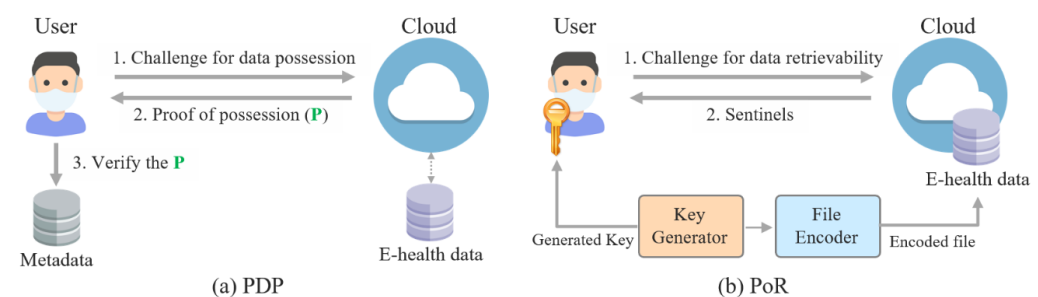 User
Cloud
1. Challenge for data possession
2. Proof of possession (P)
3. Verify the P
Metadata
E-health data
(a) PDP
User
Cloud
1. Challenge for data retrievability
2. Sentinels
E-health data
Generated Key
Key
Generator
File
Encoder
Encoded file
(b) PoR